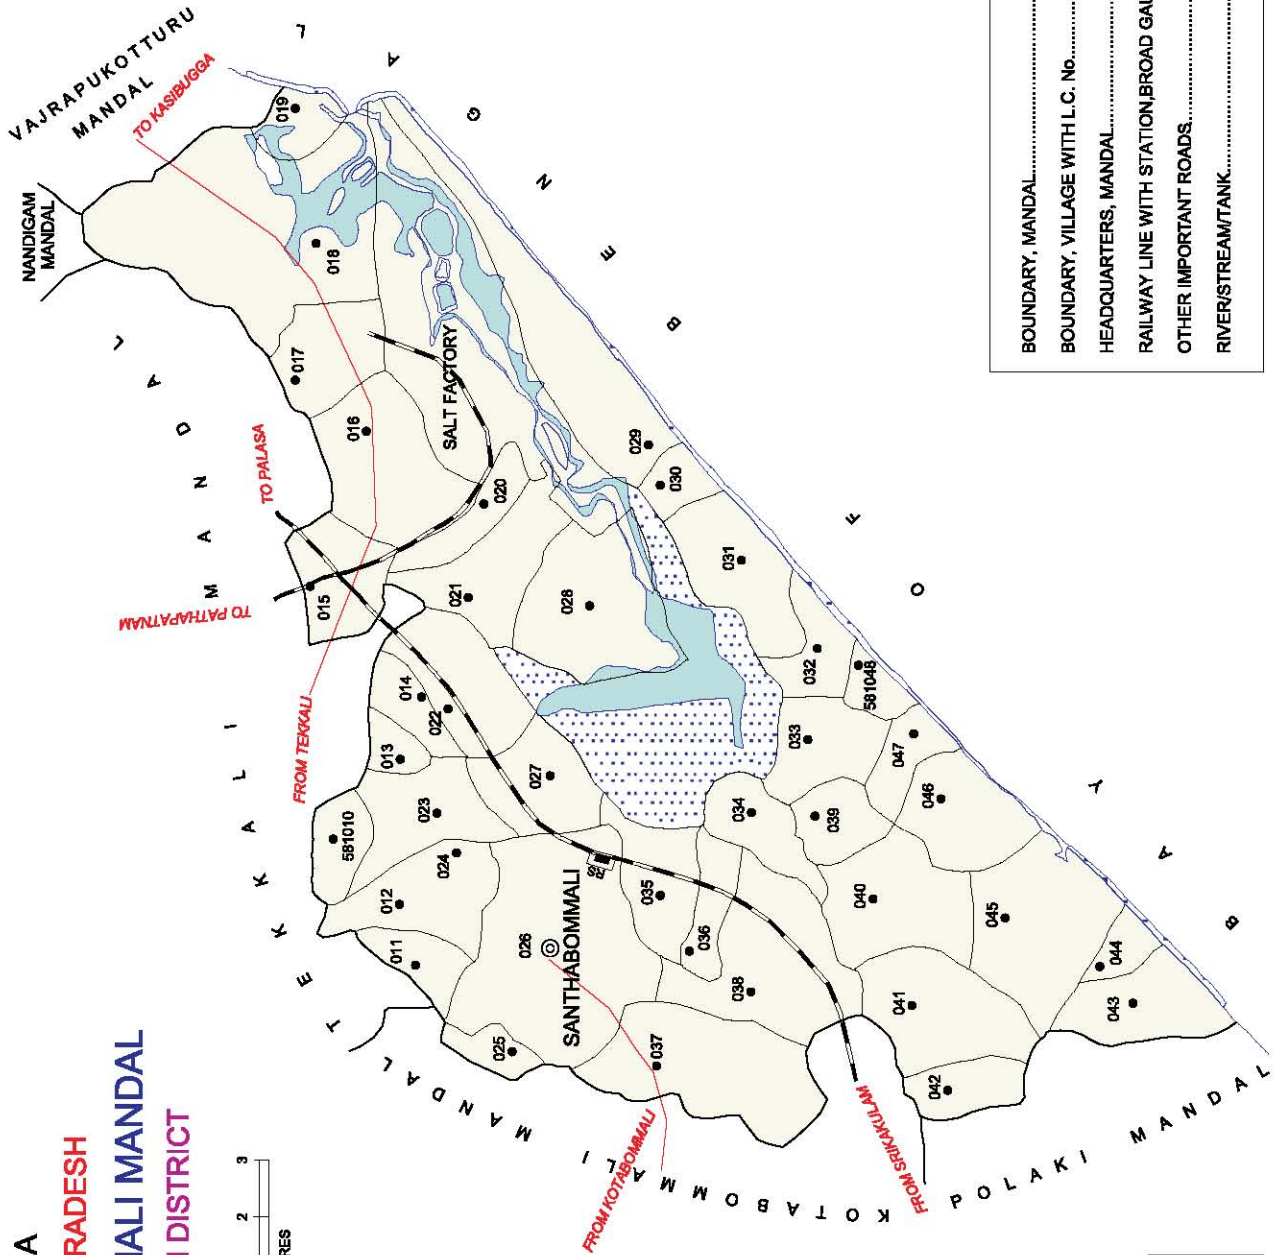 A
RADESH
ALI MANDAL
DISTRICT
2 3
RES
VAJRAPUKOTTURU
MANDAL
TO KASIBUGGA
NANDIGAM
MANDAL
TEKKALI MANDAL
TO PALASA
TO PATHAPATNAM
FROM TEKKALI
SALT FACTORY
SANTHABOMMALI
RS
FROM KOTABOMMALI
KOTABOMMALI MANDAL
FROM SRIKAKULAM
POLAKI MANDAL
BAY OF BENGAL
581010
011
012
013
014
015
016
017
018
019
020
021
022
023
024
025
026
027
028
029
030
031
032
033
034
035
036
037
038
039
040
041
042
043
044
045
046
047
581048
BOUNDARY, MANDAL
BOUNDARY, VILLAGE WITH L.C. No.
HEADQUARTERS, MANDAL
RAILWAY LINE WITH STATION,BROAD GAU
OTHER IMPORTANT ROADS
RIVER/STREAM/TANK